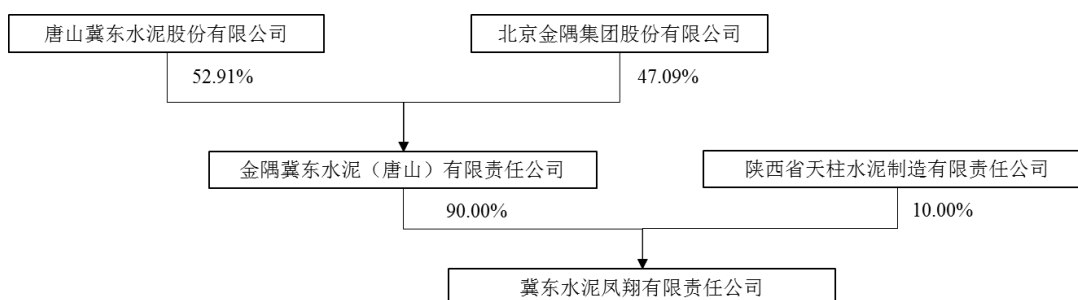 唐山冀东水泥股份有限公司
北京金隅集团股份有限公司
52.91%
47.09%
金隅冀东水泥（唐山）有限责任公司
陕西省天柱水泥制造有限责任公司
90.00%
10.00%
冀东水泥凤翔有限责任公司